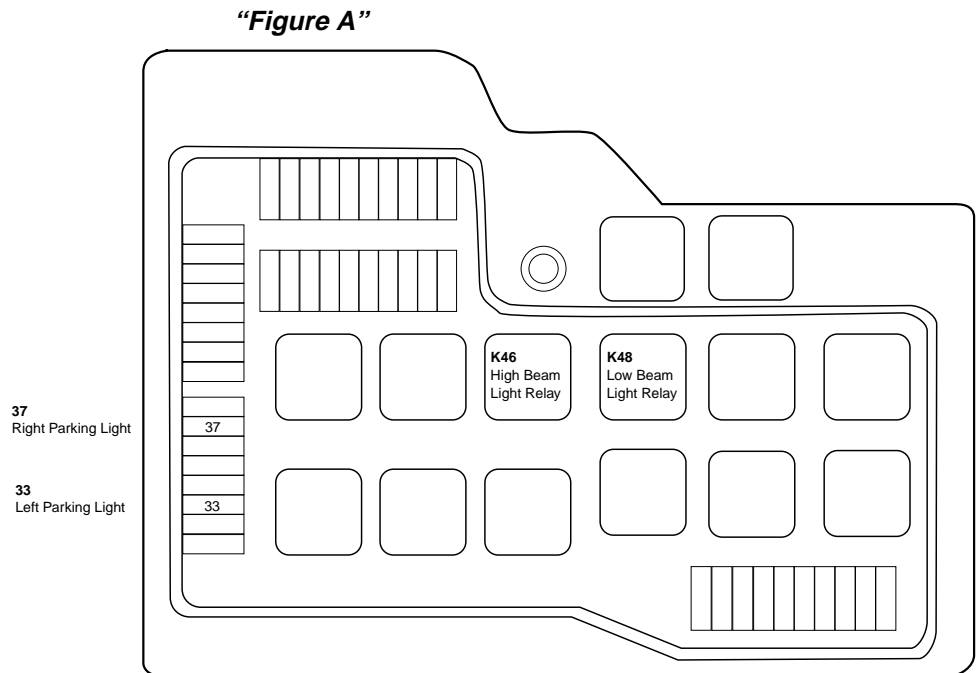 “Figure A”
K46
High Beam
Light Relay
K48
Low Beam
Light Relay
37
Right Parking Light
37
33
Left Parking Light
33